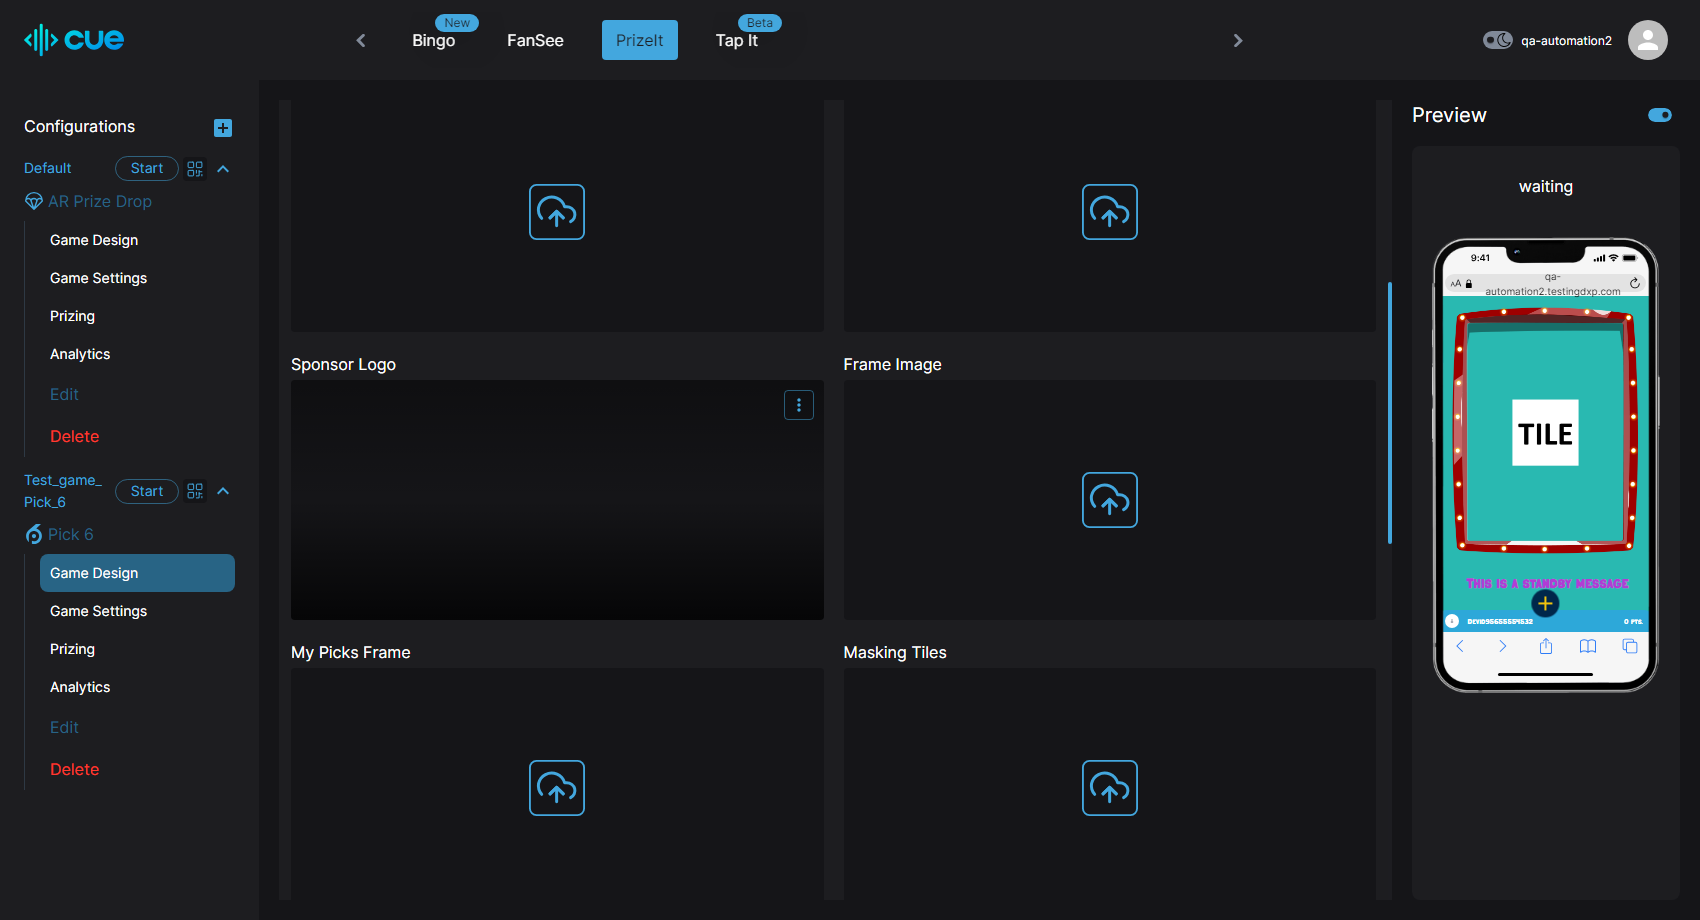 cue
New
Bingo
FanSee
PrizeIt
Beta
Tap It
qa-automation2
Configurations
Default
Start
AR Prize Drop
Game Design
Game Settings
Prizing
Analytics
Edit
Delete
Test_game_
Pick_6
Start
Pick 6
Game Design
Game Settings
Prizing
Analytics
Edit
Delete
Sponsor Logo
Frame Image
My Picks Frame
Masking Tiles
Preview
waiting
9:41
AA
qa-
automation2.testingdxp.com
TILE
THIS IS A STANDBY MESSAGE
0 PTS.